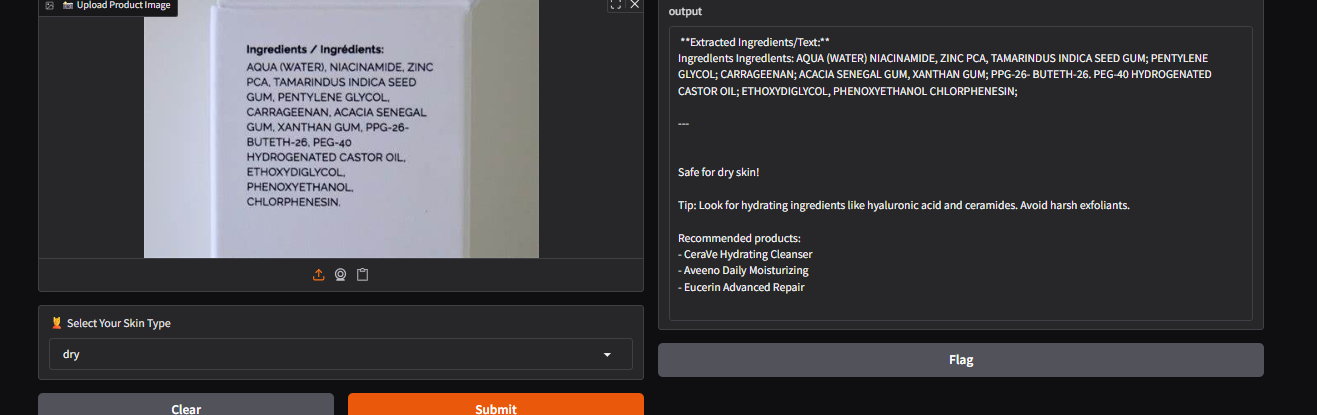 Upload Product Image
Ingredients / Ingrédients:
AQUA (WATER), NIACINAMIDE, ZINC
PCA, TAMARINDUS INDICA SEED
GUM, PENTYLENE GLYCOL,
CARRAGEENAN, ACACIA SENEGAL
GUM, XANTHAN GUM, PPG-26-
BUTETH-26, PEG-40
HYDROGENATED CASTOR OIL,
ETHOXYDIGLYCOL,
PHENOXYETHANOL,
CHLORPHENESIN.
Select Your Skin Type
dry
Clear
Submit
output
**Extracted Ingredients/Text:**
Ingredients Ingredients: AQUA (WATER) NIACINAMIDE, ZINC PCA, TAMARINDUS INDICA SEED GUM; PENTYLENE
GLYCOL; CARRAGEENAN; ACACIA SENEGAL GUM, XANTHAN GUM; PPG-26- BUTETH-26. PEG-40 HYDROGENATED
CASTOR OIL; ETHOXYDIGLYCOL, PHENOXYETHANOL CHLORPHENESIN;
---
Safe for dry skin!
Tip: Look for hydrating ingredients like hyaluronic acid and ceramides. Avoid harsh exfoliants.
Recommended products:
- CeraVe Hydrating Cleanser
- Aveeno Daily Moisturizing
- Eucerin Advanced Repair
Flag